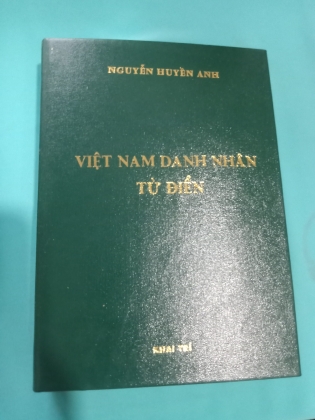 NGUYỄN HUYỀN ANH
VIỆT NAM DANH NHÂN
TỪ ĐIỂN
KHAI TRÍ